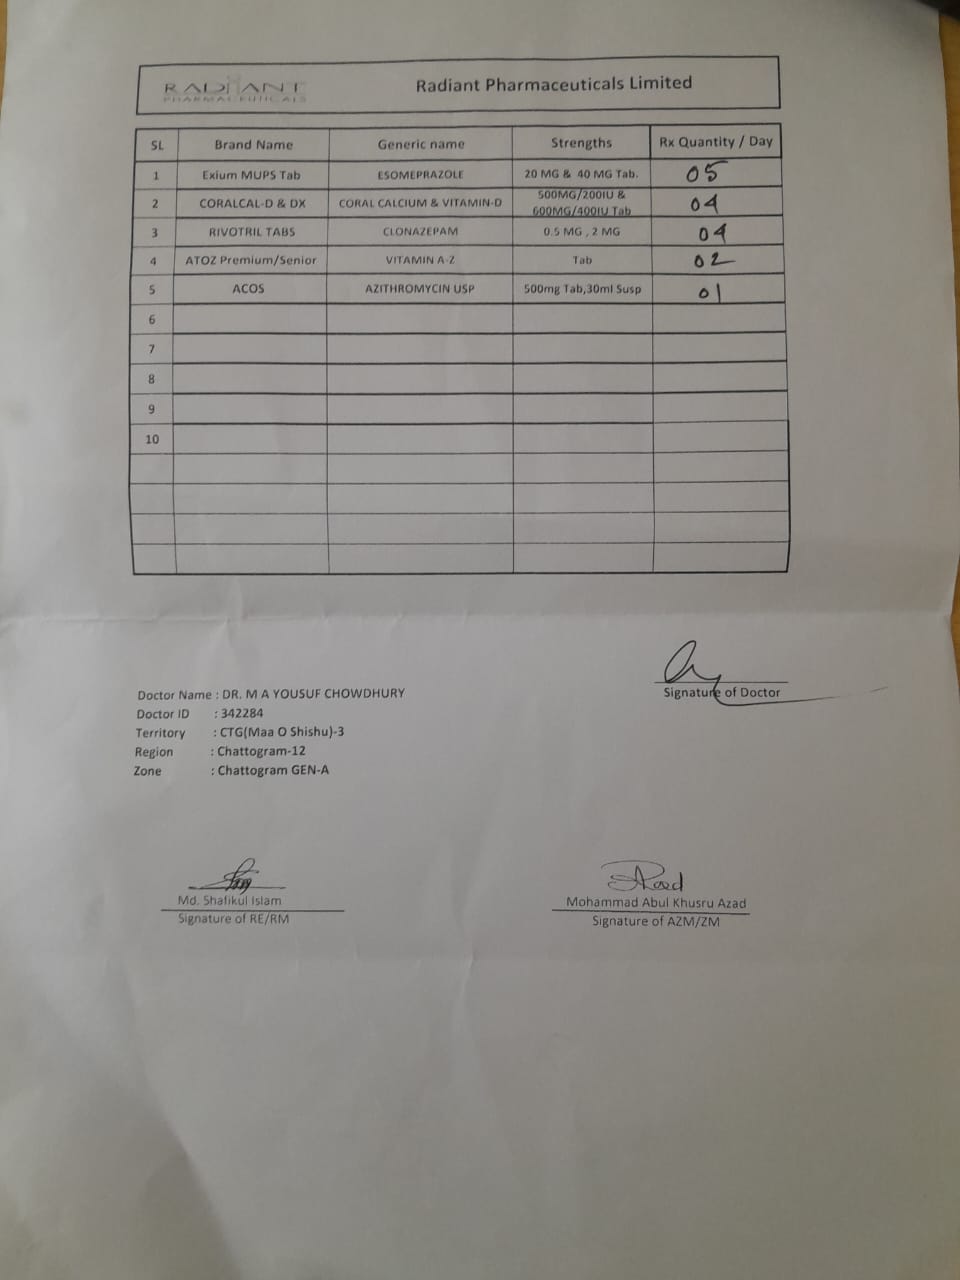 RADIANT Radiant Pharmaceuticals Limited
PHARMACEUTICALS
SL Brand Name Generic name Strengths Rx Quantity / Day
1 Exium MUPS Tab ESOMEPRAZOLE 20 MG & 40 MG Tab. 05
2 CORALCAL-D & DX CORAL CALCIUM & VITAMIN-D 500MG/200IU & 600MG/400IU Tab 04
3 RIVOTRIL TABS CLONAZEPAM 0.5 MG , 2 MG 04
4 ATOZ Premium/Senior VITAMIN A-Z Tab 02
5 ACOS AZITHROMYCIN USP 500mg Tab,30ml Susp 01
6
7
8
9
10
Signature of Doctor
Doctor Name : DR. M A YOUSUF CHOWDHURY
Doctor ID : 342284
Territory : CTG(Maa O Shishu)-3
Region : Chattogram-12
Zone : Chattogram GEN-A
Md. Shafikul Islam
Signature of RE/RM
Azad
Mohammad Abul Khusru Azad
Signature of AZM/ZM